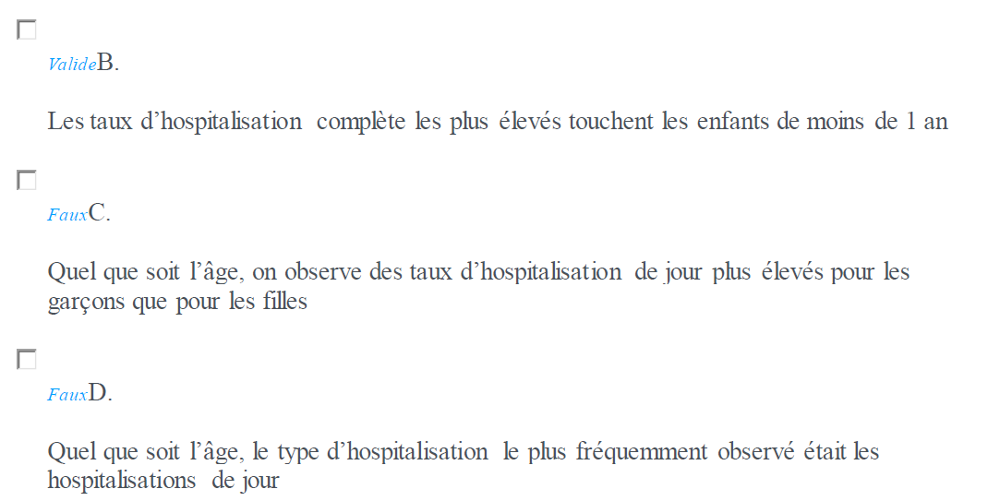 ValideB.
Les taux d’hospitalisation complète les plus élevés touchent les enfants de moins de 1 an
FauxC.
Quel que soit l’âge, on observe des taux d’hospitalisation de jour plus élevés pour les
garçons que pour les filles
FauxD.
Quel que soit l’âge, le type d’hospitalisation le plus fréquemment observé était les
hospitalisations de jour